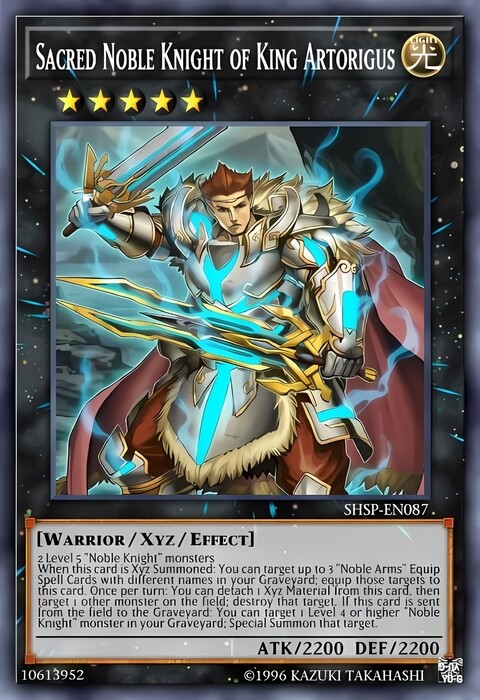 SACRED NOBLE KNIGHT OF KING ARTORIGUS
LIGHT
光
SHSP-EN087
[WARRIOR / XYZ / EFFECT]
2 Level 5 "Noble Knight" monsters
When this card is Xyz Summoned: You can target up to 3 "Noble Arms" Equip
Spell Cards with different names in your Graveyard; equip those targets to
this card. Once per turn: You can detach 1 Xyz Material from this card, then
target 1 other monster on the field; destroy that target. If this card is sent
from the field to the Graveyard: You can target 1 Level 4 or higher "Noble
Knight" monster in your Graveyard; Special Summon that target.
ATK/2200 DEF/2200
10613952
©1996 KAZUKI TAKAHASHI